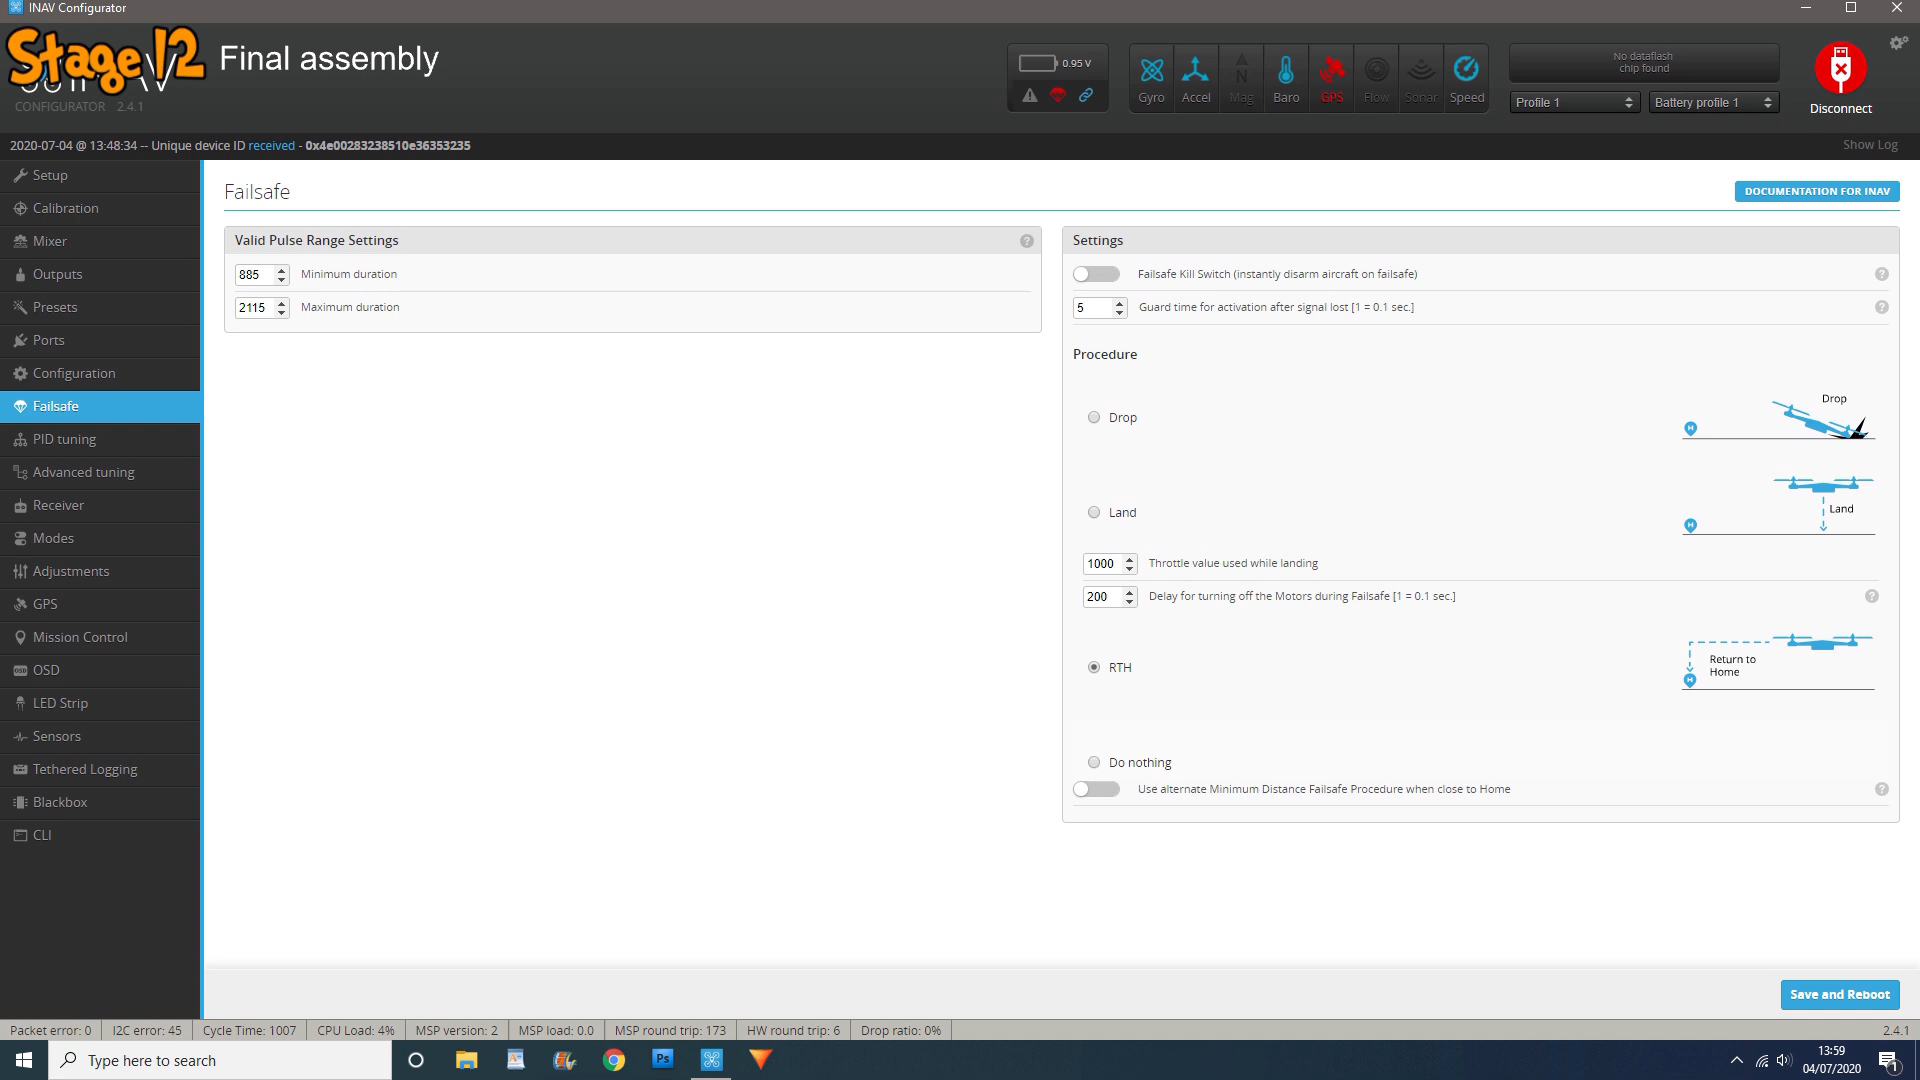 INAV Configurator
Stage 12 Final assembly
CONFIGURATOR 2.4.1
0.95 V
Gyro Accel Mag Baro GPS Flow Sonar Speed
N
No dataflash
chip found
Profile 1 Battery profile 1
Disconnect
2020-07-04 @ 13:48:34 -- Unique device ID received - 0x4e00283238510e36353235
Show Log
Setup
Calibration
Mixer
Outputs
Presets
Ports
Configuration
Failsafe
PID tuning
Advanced tuning
Receiver
Modes
Adjustments
GPS
Mission Control
OSD
LED Strip
Sensors
Tethered Logging
Blackbox
CLI
Failsafe
DOCUMENTATION FOR INAV
Valid Pulse Range Settings ?
885 Minimum duration
2115 Maximum duration
Settings
Failsafe Kill Switch (instantly disarm aircraft on failsafe) ?
5 Guard time for activation after signal lost [1 = 0.1 sec.] ?
Procedure
Drop
Drop
H
Land
Land
H
1000 Throttle value used while landing
200 Delay for turning off the Motors during Failsafe [1 = 0.1 sec.] ?
RTH
Return to
Home
H
Do nothing
Use alternate Minimum Distance Failsafe Procedure when close to Home ?
Save and Reboot
Packet error: 0 I2C error: 45 Cycle Time: 1007 CPU Load: 4% MSP version: 2 MSP load: 0.0 MSP round trip: 173 HW round trip: 6 Drop ratio: 0% 2.4.1
Type here to search
Ps
13:59
04/07/2020
1